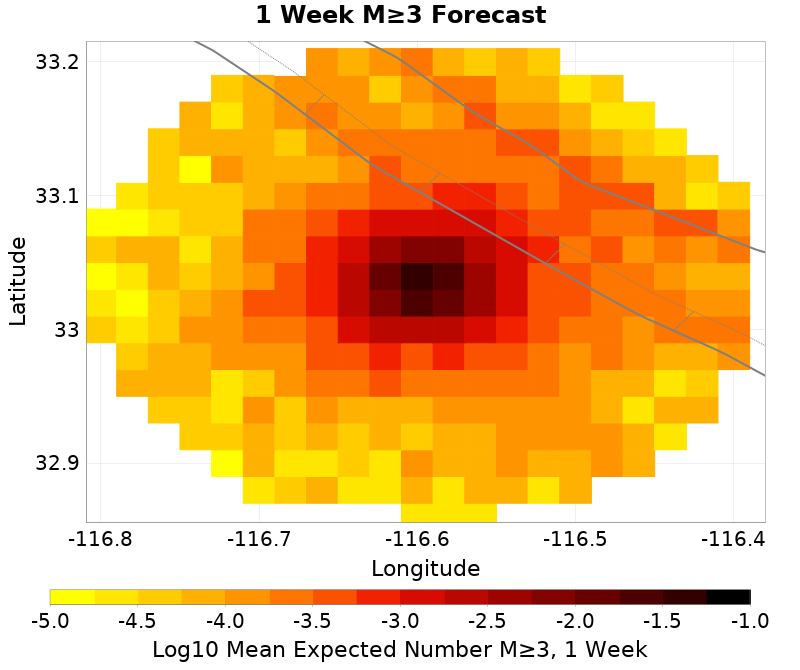 1 Week M≥3 Forecast
33.2
33.1
33
32.9
Latitude
-116.8 -116.7 -116.6 -116.5 -116.4
Longitude
-5.0 -4.5 -4.0 -3.5 -3.0 -2.5 -2.0 -1.5 -1.0
Log10 Mean Expected Number M≥3, 1 Week